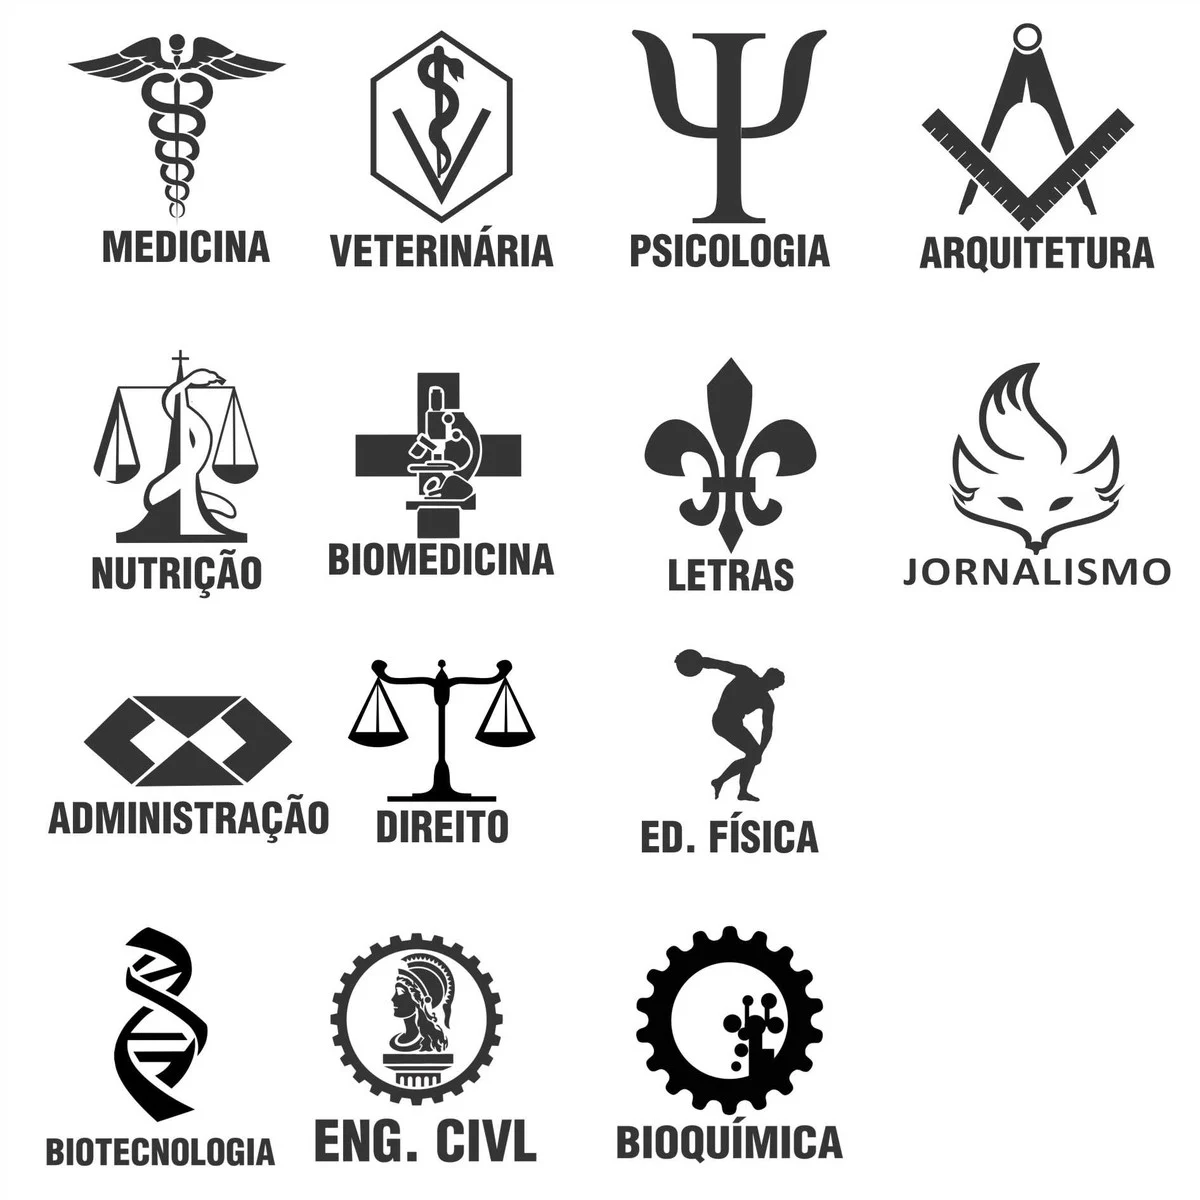 MEDICINA
VETERINÁRIA
PSICOLOGIA
ARQUITETURA
NUTRIÇÃO
BIOMEDICINA
LETRAS
JORNALISMO
ADMINISTRAÇÃO
DIREITO
ED. FÍSICA
BIOTECNOLOGIA
ENG. CIVL
BIOQUÍMICA